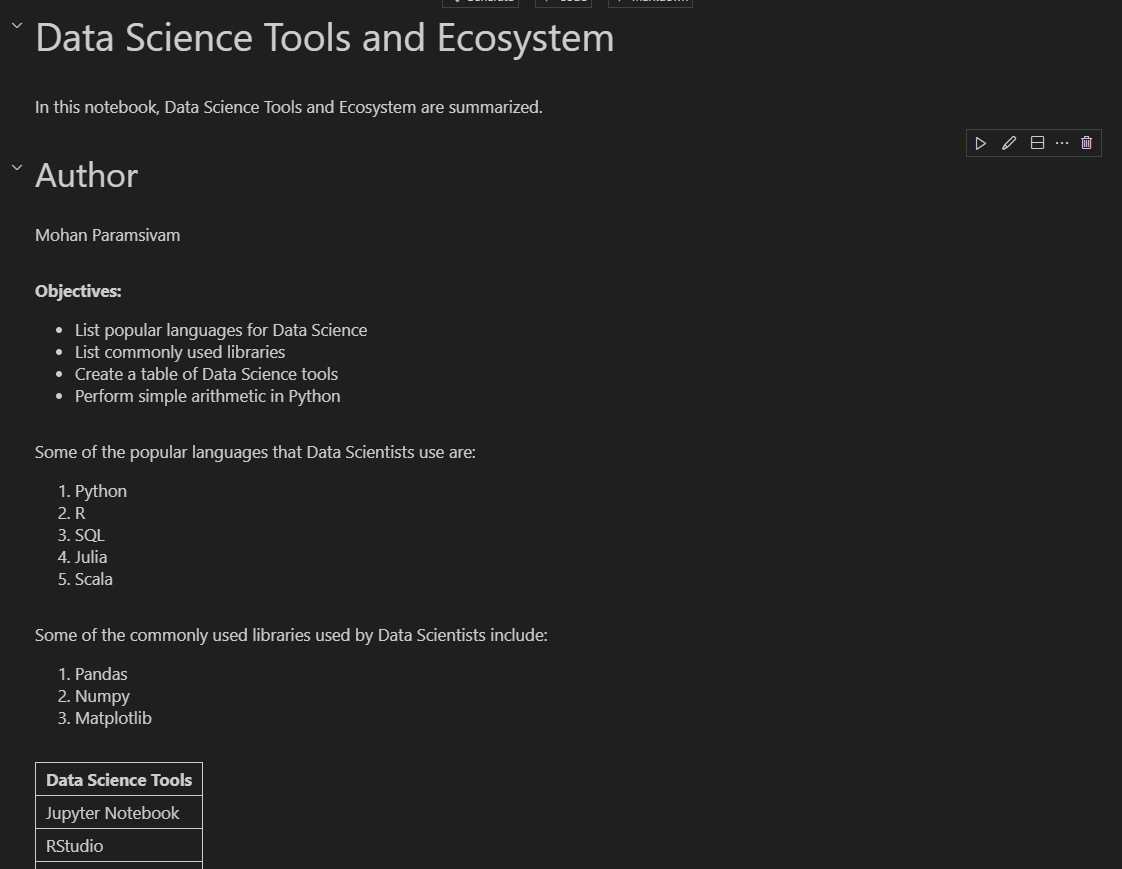 Data Science Tools and Ecosystem
In this notebook, Data Science Tools and Ecosystem are summarized.
Author
Mohan Paramsivam
Objectives:
• List popular languages for Data Science
• List commonly used libraries
• Create a table of Data Science tools
• Perform simple arithmetic in Python
Some of the popular languages that Data Scientists use are:
1. Python
2. R
3. SQL
4. Julia
5. Scala
Some of the commonly used libraries used by Data Scientists include:
1. Pandas
2. Numpy
3. Matplotlib
Data Science Tools
Jupyter Notebook
RStudio